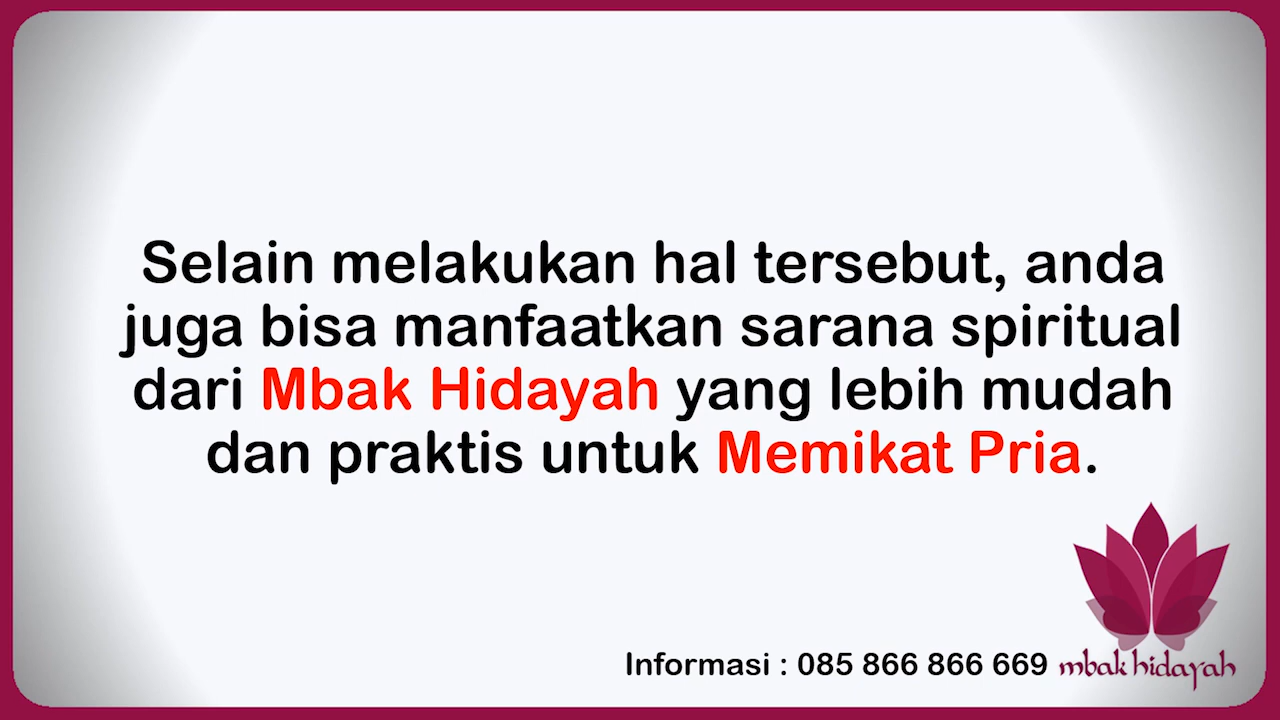 Selain melakukan hal tersebut, anda
juga bisa manfaatkan sarana spiritual
dari Mbak Hidayah yang lebih mudah
dan praktis untuk Memikat Pria.
Informasi : 085 866 866 669
mbak hidayah